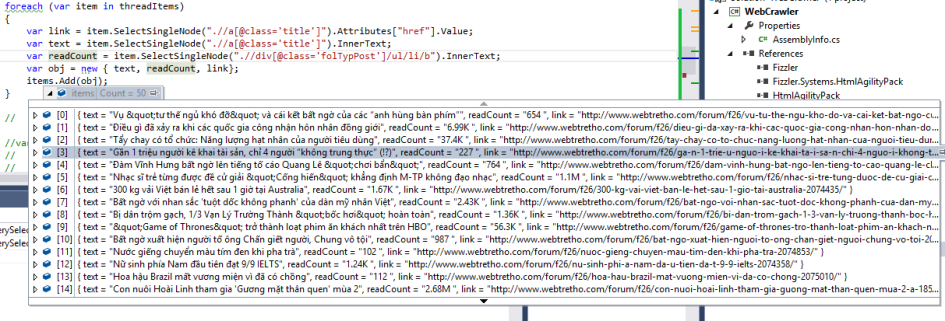 foreach (var item in threadItems)
{
var link = item.SelectSingleNode(".//a[@class='title']").Attributes["href"].Value;
var text = item.SelectSingleNode(".//a[@class='title']").InnerText;
var readCount = item.SelectSingleNode(".//div[@class='folTypPost']/ul/li/b").InnerText;
var obj = new { text, readCount, link};
items.Add(obj);
}
items Count = 50
//
//va
//
//
erySelec
erySelec
[0] { text = "Vụ &quot;tư thế ngủ khó đỡ&quot; và cái kết bất ngờ của các "anh hùng bàn phím"", readCount = "654 ", link = "http://www.webtretho.com/forum/f26/vu-tu-the-ngu-kho-do-va-cai-ket-bat-ngo-c
[1] { text = "Điều gì đã xảy ra khi các quốc gia công nhận hôn nhân đồng giới", readCount = "6.99K ", link = "http://www.webtretho.com/forum/f26/dieu-gi-da-xay-ra-khi-cac-quoc-gia-cong-nhan-hon-nhan-do
[2] { text = "Tẩy chay có tổ chức: Năng lượng hạt nhân của người tiêu dùng", readCount = "37.4K ", link = "http://www.webtretho.com/forum/f26/tay-chay-co-to-chuc-nang-luong-hat-nhan-cua-nguoi-tieu-du
[3] { text = "Gần 1 triệu người kê khai tài sản, chỉ 4 người "không trung thực" (!?)", readCount = "227 ", link = "http://www.webtretho.com/forum/f26/ga-n-1-trie-u-nguo-i-ke-khai-ta-i-sa-n-chi-4-nguo-i-khong-t
[4] { text = "Đàm Vĩnh Hưng bất ngờ lên tiếng tố cáo Quang Lê &quot;chơi bẩn&quot;", readCount = "764 ", link = "http://www.webtretho.com/forum/f26/dam-vinh-hung-bat-ngo-len-tieng-to-cao-quang-le-c
[5] { text = "Nhạc sĩ trẻ từng được đề cử giải &quot;Cống hiến&quot; khẳng định M-TP không đạo nhạc", readCount = "1.1M ", link = "http://www.webtretho.com/forum/f26/nhac-si-tre-tung-duoc-de-cu-giai-c
[6] { text = "300 kg vải Việt bán lẻ hết sau 1 giờ tại Australia", readCount = "1.67K ", link = "http://www.webtretho.com/forum/f26/300-kg-vai-viet-ban-le-het-sau-1-gio-tai-australia-2074435/" }
[7] { text = "Bất ngờ với nhan sắc 'tuột dốc không phanh' của dàn mỹ nhân Việt", readCount = "2.43K ", link = "http://www.webtretho.com/forum/f26/bat-ngo-voi-nhan-sac-tuot-doc-khong-phanh-cua-dan-my
[8] { text = "Bị dân trộm gạch, 1/3 Vạn Lý Trường Thành &quot;bốc hơi&quot; hoàn toàn", readCount = "1.36K ", link = "http://www.webtretho.com/forum/f26/bi-dan-trom-gach-1-3-van-ly-truong-thanh-boc-h
[9] { text = "&quot;Game of Thrones&quot; trở thành loạt phim ăn khách nhất trên HBO", readCount = "56.3K ", link = "http://www.webtretho.com/forum/f26/game-of-thrones-tro-thanh-loat-phim-an-khach-n
[10] { text = "Bất ngờ xuất hiện người tố ông Chấn giết người, Chung vô tội", readCount = "987 ", link = "http://www.webtretho.com/forum/f26/bat-ngo-xuat-hien-nguoi-to-ong-chan-giet-nguoi-chung-vo-toi-20
[11] { text = "Nước giếng chuyển màu tím đen khi pha trà", readCount = "102 ", link = "http://www.webtretho.com/forum/f26/nuoc-gieng-chuyen-mau-tim-den-khi-pha-tra-2074853/" }
[12] { text = "Nữ sinh phía Nam đầu tiên đạt 9/9 IELTS", readCount = "1.24K ", link = "http://www.webtretho.com/forum/f26/nu-sinh-phi-a-nam-da-u-tien-da-t-9-9-ielts-2074358/" }
[13] { text = "Hoa hậu Brazil mất vương miện vì đã có chồng", readCount = "112 ", link = "http://www.webtretho.com/forum/f26/hoa-hau-brazil-mat-vuong-mien-vi-da-co-chong-2075010/" }
[14] { text = "Con nuôi Hoài Linh tham gia 'Gương mặt thân quen' mùa 2", readCount = "2.68M ", link = "http://www.webtretho.com/forum/f26/con-nuoi-hoai-linh-tham-gia-guong-mat-than-quen-mua-2-a-185
WebCrawler
Properties
AssemblyInfo.cs
References
Fizzler
Fizzler.Systems.HtmlAgilityPack
HtmlAgilityPack